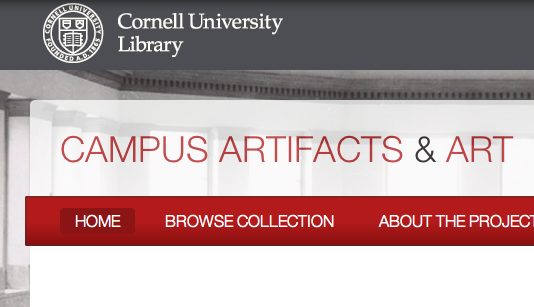 CORNELL UNIVERSITY
FOUNDED A.D. 1865
Cornell University
Library
CAMPUS ARTIFACTS & ART
HOME
BROWSE COLLECTION
ABOUT THE PROJECT